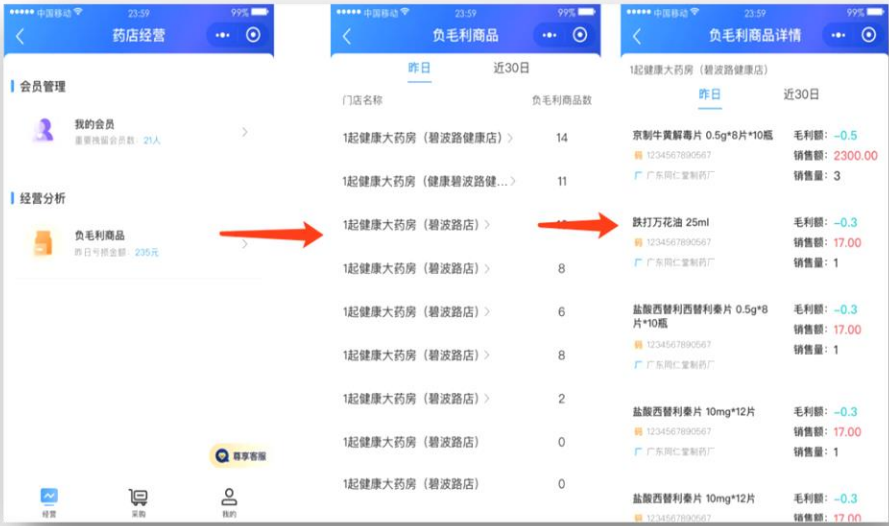 中国移动
23:59
99%
药店经营
会员管理
我的会员
重要挽留会员数：21人
经营分析
负毛利商品
昨日亏损金额：235元
尊享客服
经营
采购
我的
中国移动
23:59
99%
负毛利商品
昨日
近30日
门店名称
负毛利商品数
1起健康大药房（碧波路健康店）
14
1起健康大药房（健康碧波路健...
11
1起健康大药房（碧波路店）
1起健康大药房（碧波路店）
8
1起健康大药房（碧波路店）
6
1起健康大药房（碧波路店）
8
1起健康大药房（碧波路店）
2
1起健康大药房（碧波路店）
0
1起健康大药房（碧波路店）
0
中国移动
23:59
99%
负毛利商品详情
1起健康大药房（碧波路健康店）
昨日
近30日
京制牛黄解毒片 0.5g*8片*10瓶
码 1234567890567
厂 广东同仁堂制药厂
毛利额：-0.5
销售额：2300.00
销售量：3
跌打万花油 25ml
码 1234567890567
厂 广东同仁堂制药厂
毛利额：-0.3
销售额：17.00
销售量：1
盐酸西替利西替利秦片 0.5g*8
片*10瓶
码 1234567890567
厂 广东同仁堂制药厂
毛利额：-0.3
销售额：17.00
销售量：1
盐酸西替利秦片 10mg*12片
码 1234567890567
厂 广东同仁堂制药厂
毛利额：-0.3
销售额：17.00
销售量：1
盐酸西替利秦片 10mg*12片
码 1234567890567
毛利额：-0.3
销售额：17.00